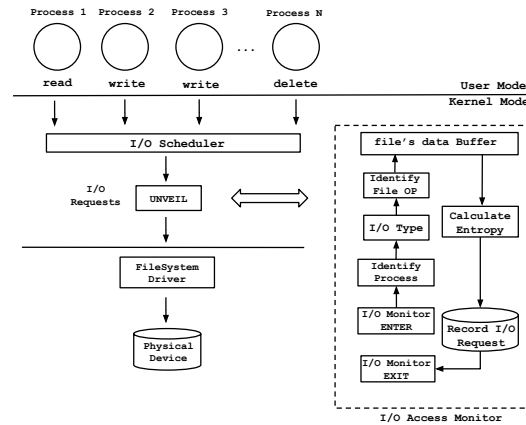 Process 1 Process 2 Process 3 Process N
...
read write write delete
User Mode
Kernel Mode
I/O Scheduler
I/O
Requests
UNVEIL
FileSystem
Driver
Physical
Device
file's data Buffer
Identify
File OP
I/O Type
Identify
Process
I/O Monitor
ENTER
Calculate
Entropy
Record I/O
Request
I/O Monitor
EXIT
I/O Access Monitor